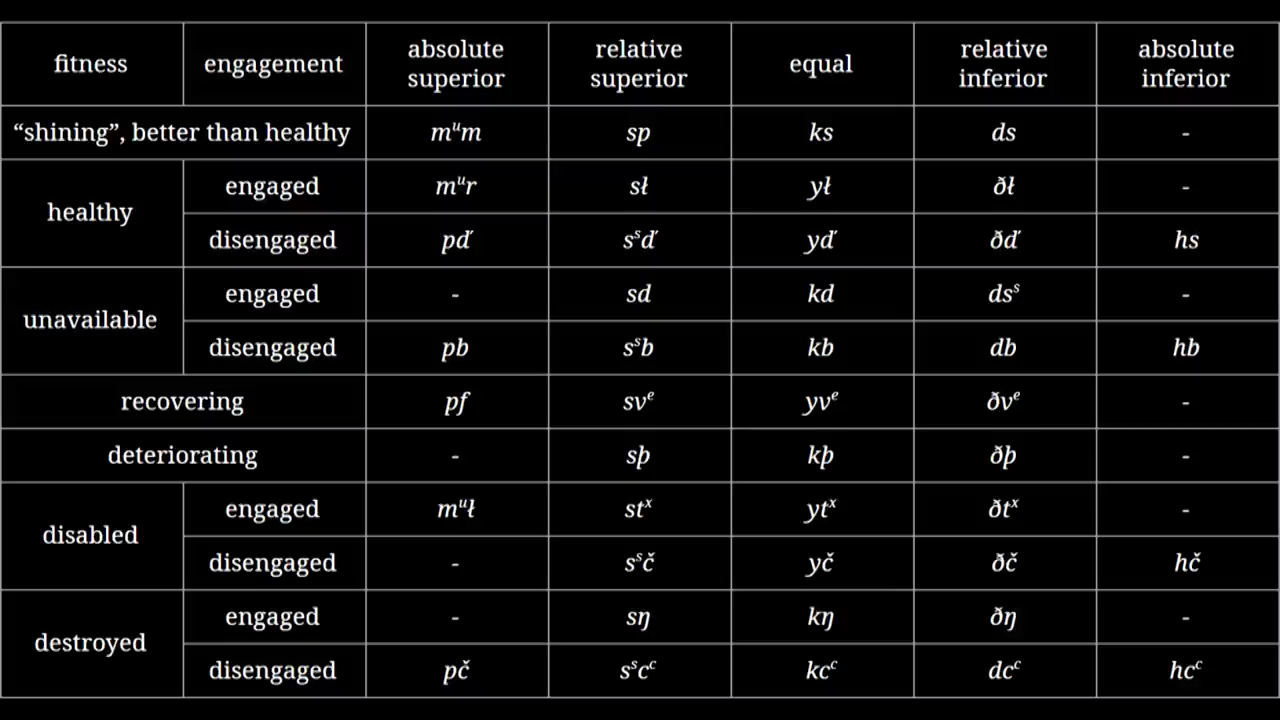 fitness engagement absolute superior relative superior equal relative inferior absolute inferior
“shining”, better than healthy mᵘm sp ks ds -
healthy engaged mᵘr sł ył ðł -
disengaged pď sˢď yď ðď hs
unavailable engaged - sd kd dsˢ -
disengaged pb sˢb kb db hb
recovering pf svᵉ yvᵉ ðvᵉ -
deteriorating - sþ kþ ðþ -
disabled engaged mᵘł stˣ ytˣ ðtˣ -
disengaged - sˢč yč ðč hč
destroyed engaged - sŋ kŋ ðŋ -
disengaged pč sˢcᶜ kcᶜ dcᶜ hcᶜ